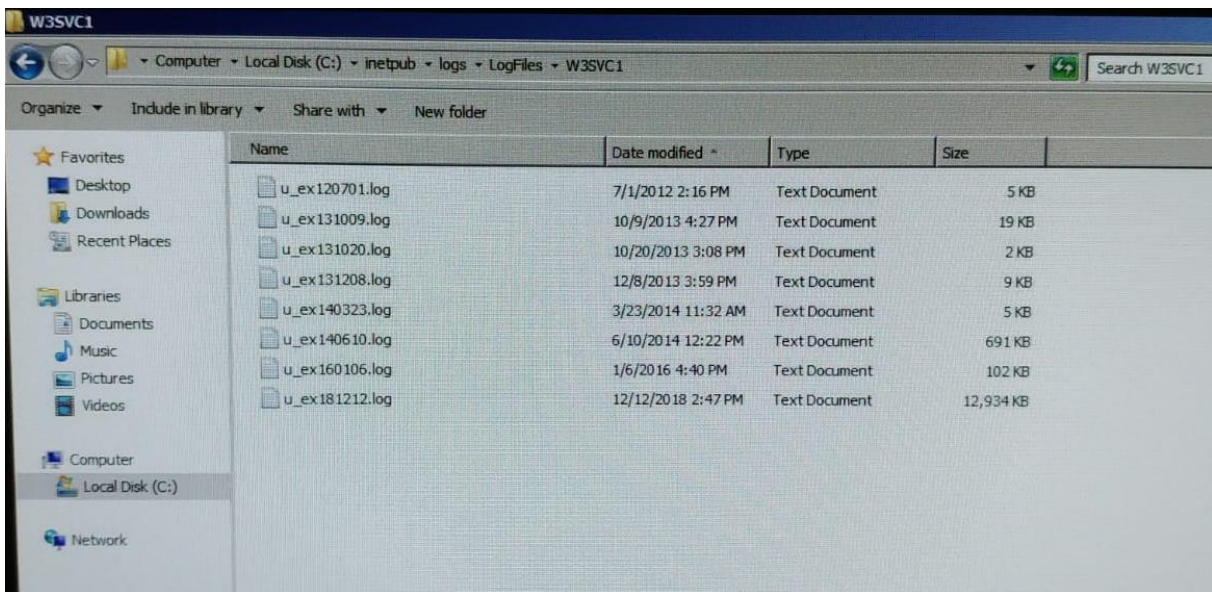 W3SVC1
Computer Local Disk (C:) inetpub logs LogFiles W3SVC1
Search W3SVC1
Organize Include in library Share with New folder
Favorites
Desktop
Downloads
Recent Places
Libraries
Documents
Music
Pictures
Videos
Computer
Local Disk (C:)
Network
Name Date modified Type Size
u_ex120701.log 7/1/2012 2:16 PM Text Document 5 KB
u_ex131009.log 10/9/2013 4:27 PM Text Document 19 KB
u_ex131020.log 10/20/2013 3:08 PM Text Document 2 KB
u_ex131208.log 12/8/2013 3:59 PM Text Document 9 KB
u_ex140323.log 3/23/2014 11:32 AM Text Document 5 KB
u_ex140610.log 6/10/2014 12:22 PM Text Document 691 KB
u_ex160106.log 1/6/2016 4:40 PM Text Document 102 KB
u_ex181212.log 12/12/2018 2:47 PM Text Document 12,934 KB